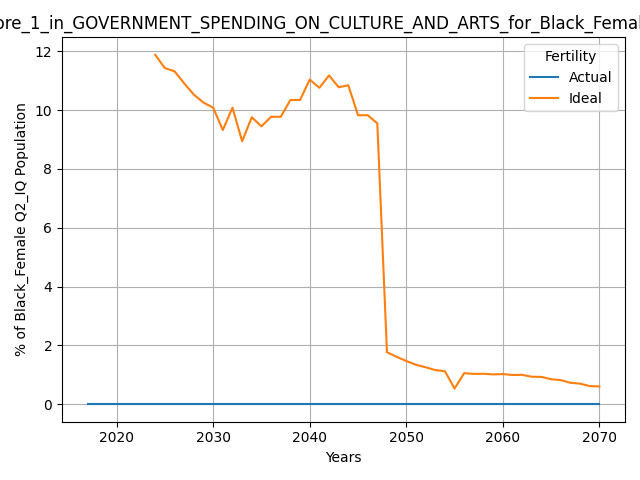 ore_1_in_GOVERNMENT_SPENDING_ON_CULTURE_AND_ARTS_for_Black_Femal
12
10
8
6
4
2
0
% of Black_Female Q2_IQ Population
Fertility
Actual
Ideal
2020 2030 2040 2050 2060 2070
Years